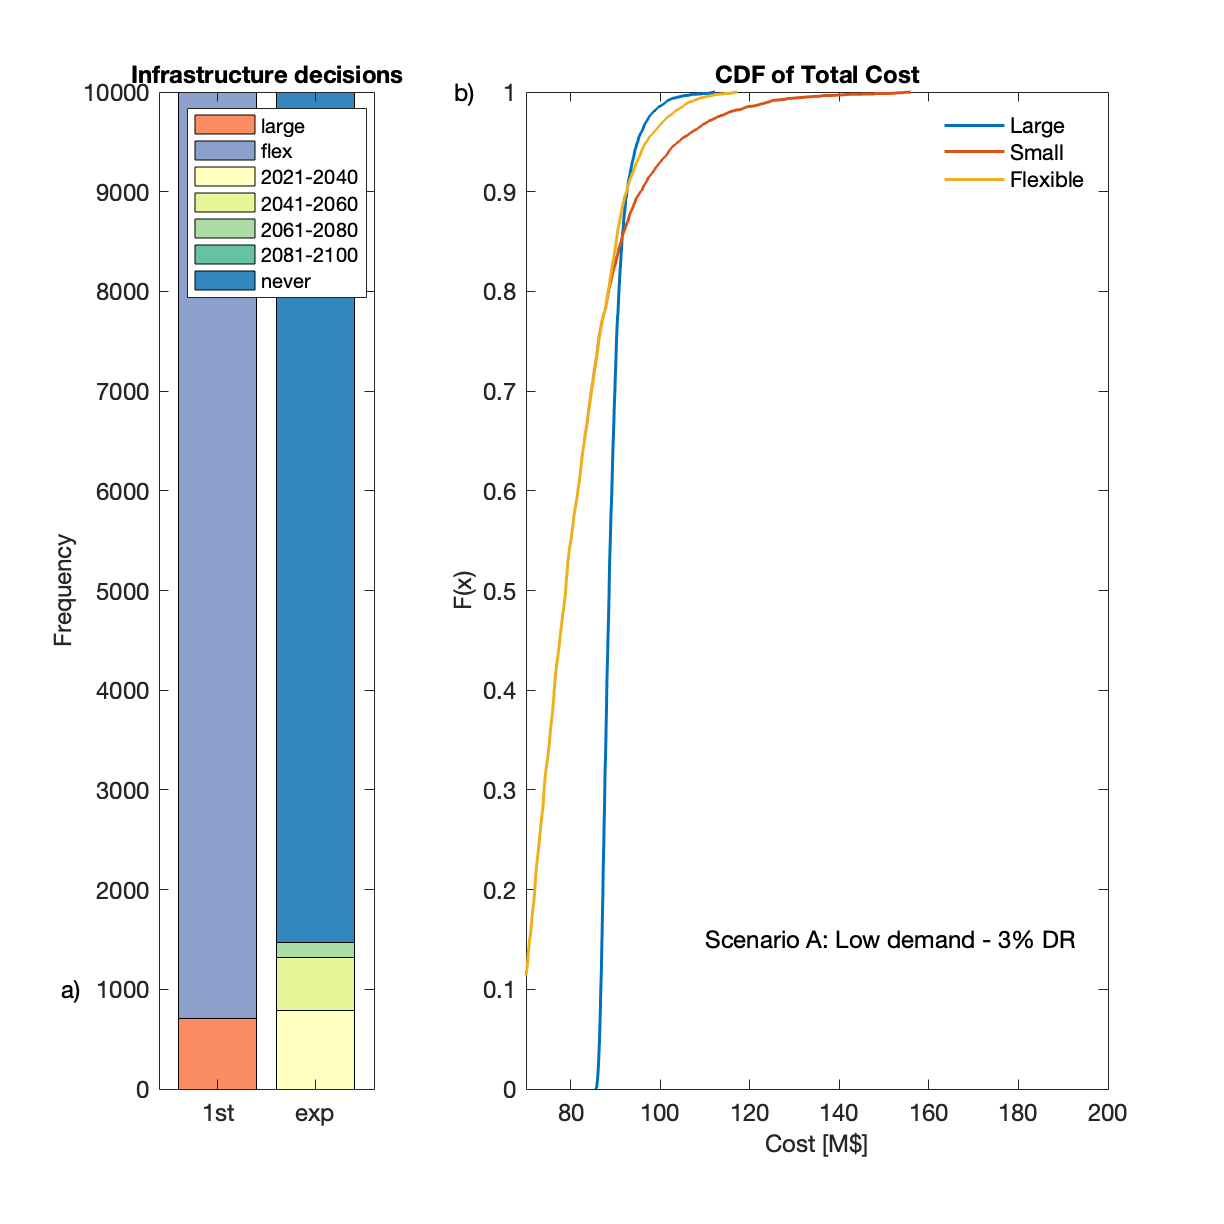 Infrastructure decisions
10000
9000
8000
7000
6000
5000
4000
3000
2000
1000
0
Frequency
a)
large
flex
2021-2040
2041-2060
2061-2080
2081-2100
never
1st exp
b)
CDF of Total Cost
1
0.9
0.8
0.7
0.6
0.5
0.4
0.3
0.2
0.1
0
F(x)
Large
Small
Flexible
Scenario A: Low demand - 3% DR
80 100 120 140 160 180 200
Cost [M$]